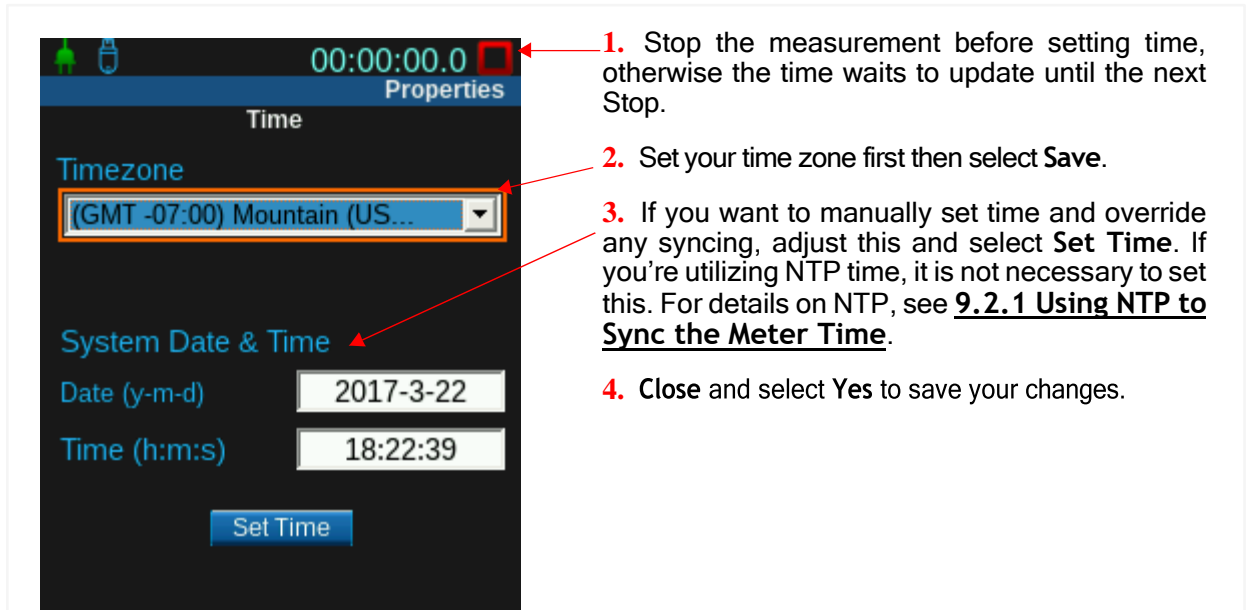 00:00:00.0
Properties
Time
Timezone
(GMT -07:00) Mountain (US...
System Date & Time
Date (y-m-d) 2017-3-22
Time (h:m:s) 18:22:39
Set Time
1. Stop the measurement before setting time,
otherwise the time waits to update until the next
Stop.
2. Set your time zone first then select Save.
3. If you want to manually set time and override
any syncing, adjust this and select Set Time. If
you're utilizing NTP time, it is not necessary to set
this. For details on NTP, see 9.2.1 Using NTP to
Sync the Meter Time.
4. Close and select Yes to save your changes.